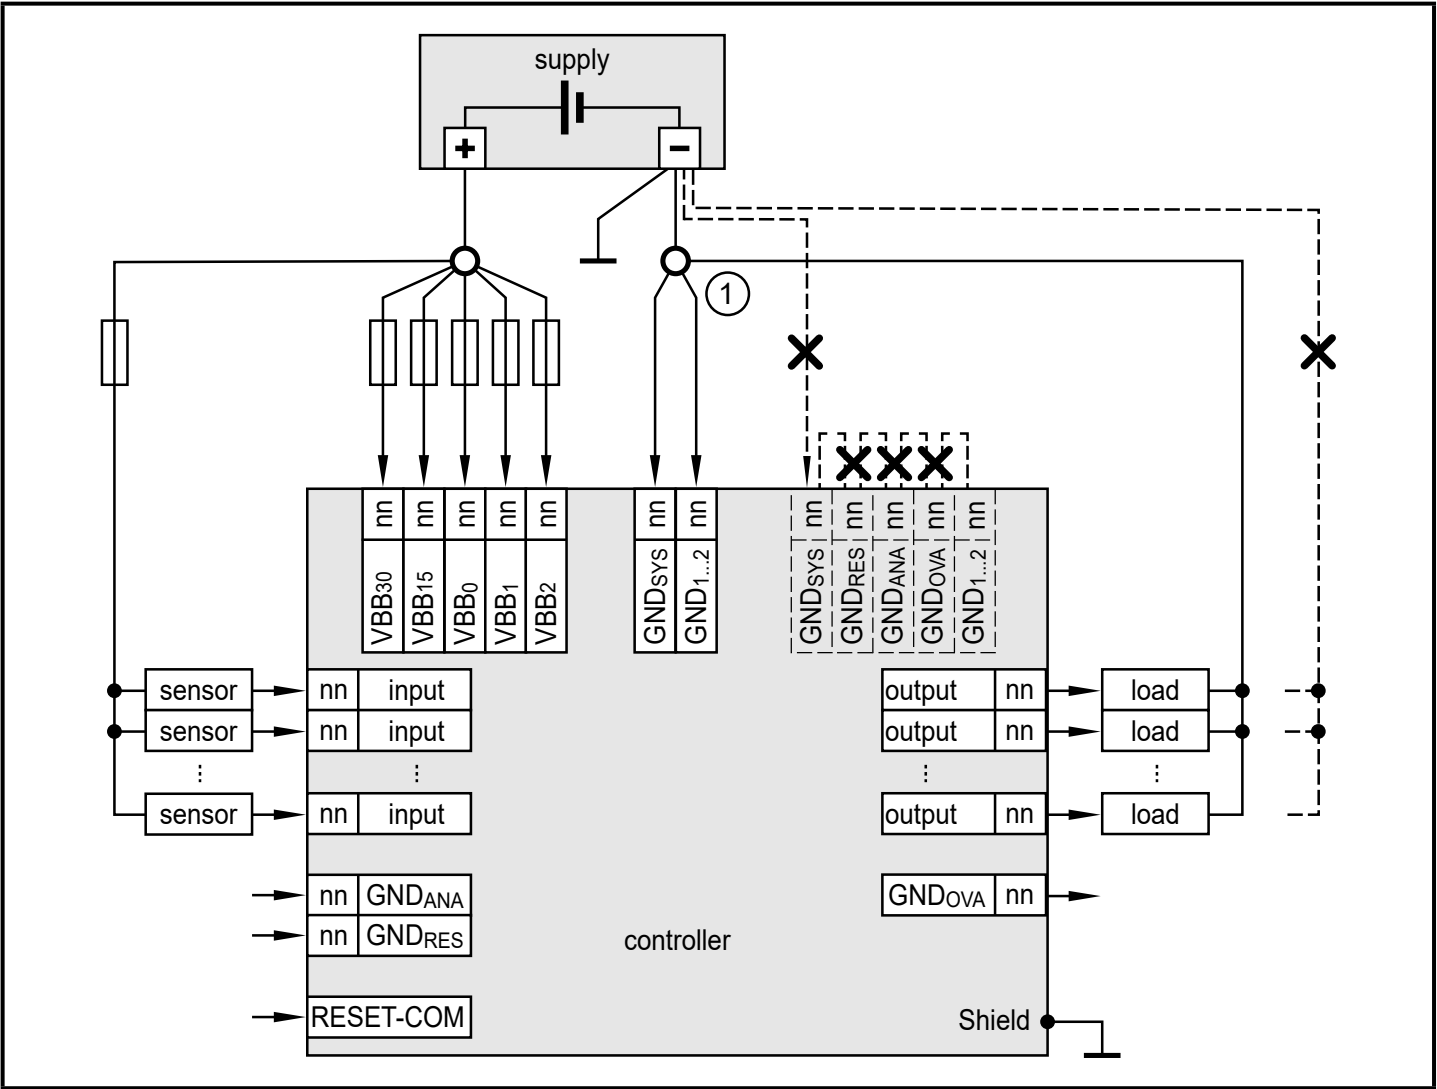 supply
+
−
1
nn nn nn nn nn nn nn nn nn nn nn nn
VBB30 VBB15 VBB0 VBB1 VBB2 GNDSYS GND1...2 GNDSYS GNDRES GNDANA GNDOVA GND1...2
sensor nn input output nn load
sensor nn input output nn load
sensor nn input output nn load
nn GNDANA GNDOVA nn
nn GNDRES
controller
RESET-COM
Shield